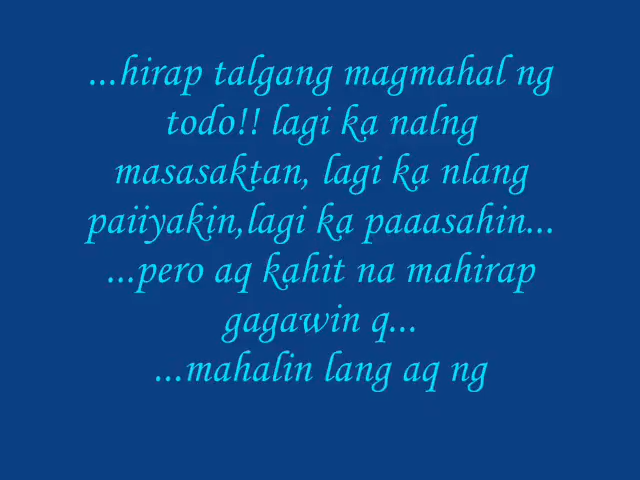 ...hirap talgang magmahal ng
todo!! lagi ka nalng
masasaktan, lagi ka nlang
paiiyakin,lagi ka paaasahin...
...pero aq kahit na mahirap
gagawin q...
...mahalin lang aq ng